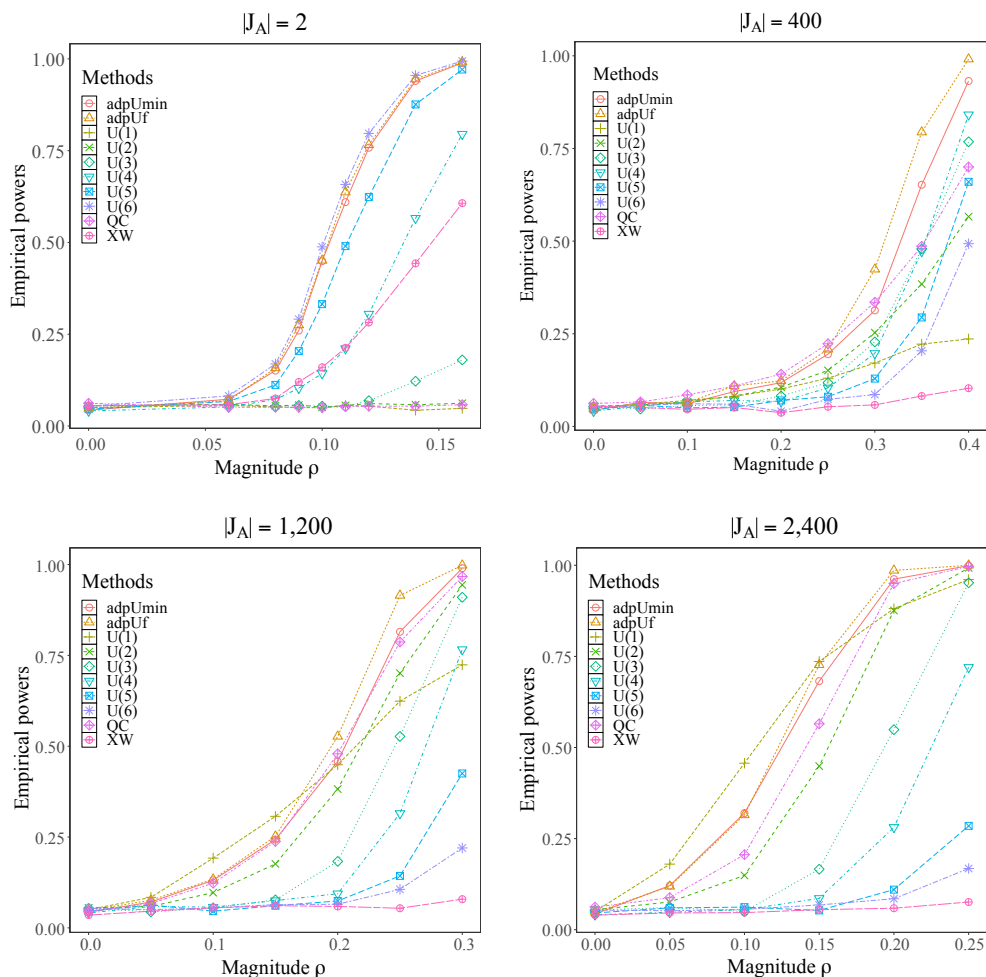 |J_A| = 2
1.00
0.75
0.50
0.25
0.00
Empirical powers
Methods
adpUmin
adpUf
U(1)
U(2)
U(3)
U(4)
U(5)
U(6)
QC
XW
0.00
0.05
0.10
0.15
Magnitude ρ
|J_A| = 400
1.00
0.75
0.50
0.25
0.00
Empirical powers
Methods
adpUmin
adpUf
U(1)
U(2)
U(3)
U(4)
U(5)
U(6)
QC
XW
0.0
0.1
0.2
0.3
0.4
Magnitude ρ
|J_A| = 1,200
1.00
0.75
0.50
0.25
0.00
Empirical powers
Methods
adpUmin
adpUf
U(1)
U(2)
U(3)
U(4)
U(5)
U(6)
QC
XW
0.0
0.1
0.2
0.3
Magnitude ρ
|J_A| = 2,400
1.00
0.75
0.50
0.25
0.00
Empirical powers
Methods
adpUmin
adpUf
U(1)
U(2)
U(3)
U(4)
U(5)
U(6)
QC
XW
0.00
0.05
0.10
0.15
0.20
0.25
Magnitude ρ